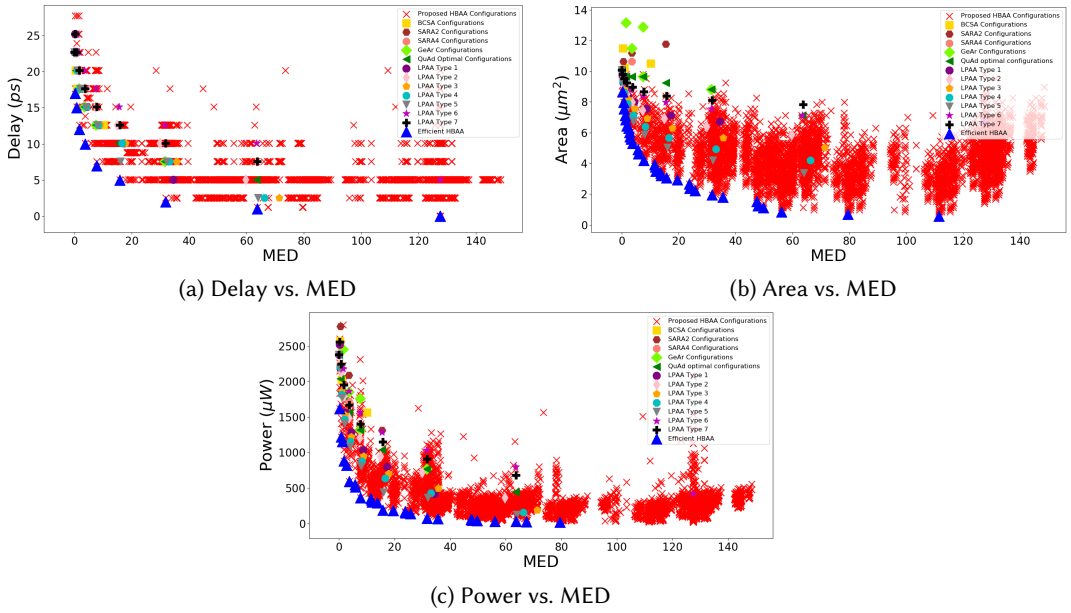 Delay (ps)
25
20
15
10
5
0
0
20
40
60
80
100
120
140
MED
Proposed HBAA Configurations
BCSA Configurations
SARA2 Configurations
SARA4 Configurations
GeAr Configurations
QuAd Optimal configurations
LPAA Type 1
LPAA Type 2
LPAA Type 3
LPAA Type 4
LPAA Type 5
LPAA Type 6
LPAA Type 7
Efficient HBAA
(a) Delay vs. MED
Area (μm²)
14
12
10
8
6
4
2
0
0
20
40
60
80
100
120
140
MED
Proposed HBAA Configurations
BCSA Configurations
SARA2 Configurations
SARA4 Configurations
GeAr Configurations
QuAd optimal configurations
LPAA Type 1
LPAA Type 2
LPAA Type 3
LPAA Type 4
LPAA Type 5
LPAA Type 6
LPAA Type 7
Efficient HBAA
(b) Area vs. MED
Power (μW)
2500
2000
1500
1000
500
0
0
20
40
60
80
100
120
140
MED
Proposed HBAA Configurations
BCSA Configurations
SARA2 Configurations
SARA4 Configurations
GeAr Configurations
QuAd optimal configurations
LPAA Type 1
LPAA Type 2
LPAA Type 3
LPAA Type 4
LPAA Type 5
LPAA Type 6
LPAA Type 7
Efficient HBAA
(c) Power vs. MED